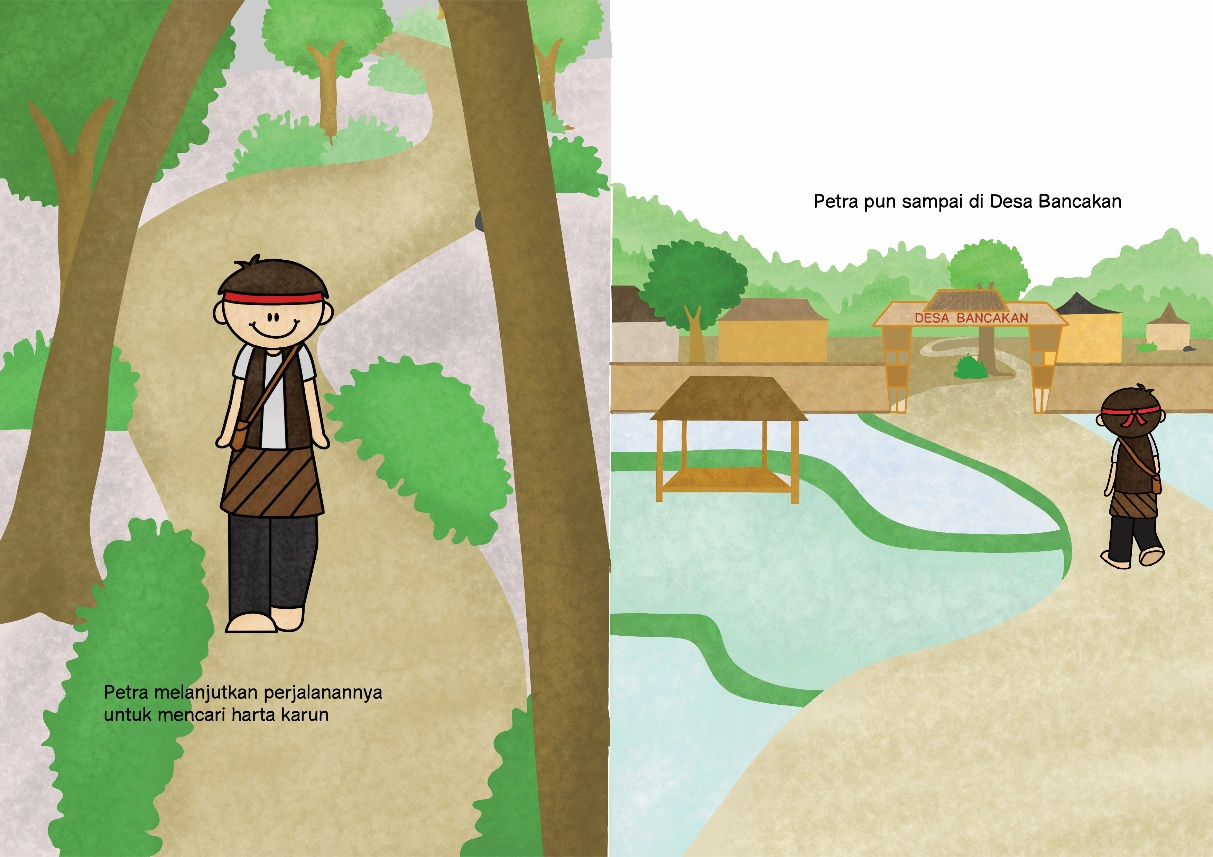 Petra melanjutkan perjalanannya
untuk mencari harta karun
Petra pun sampai di Desa Bancakan
DESA BANCAKAN